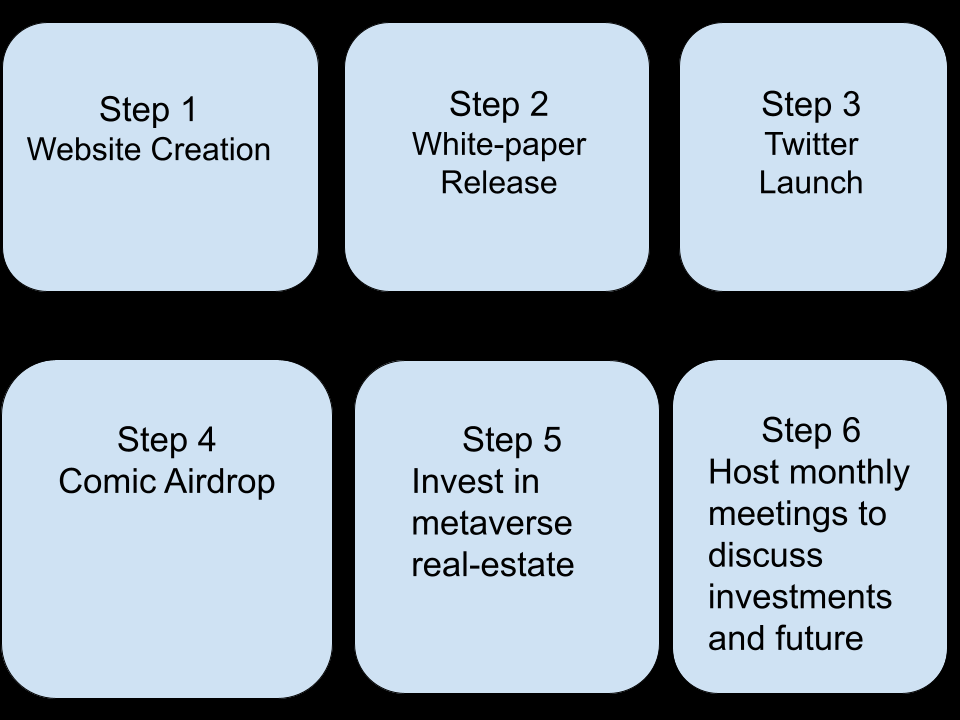 Step 1
Website Creation
Step 2
White-paper
Release
Step 3
Twitter
Launch
Step 4
Comic Airdrop
Step 5
Invest in
metaverse
real-estate
Step 6
Host monthly
meetings to
discuss
investments
and future